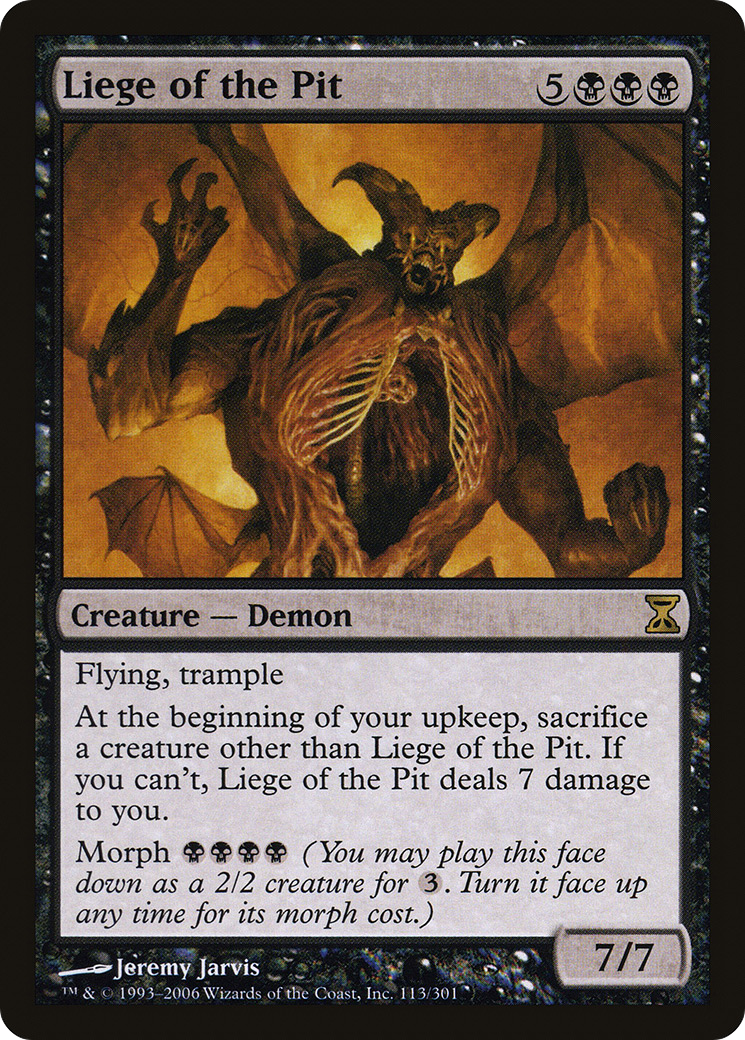 Liege of the Pit 5
Creature — Demon
Flying, trample
At the beginning of your upkeep, sacrifice
a creature other than Liege of the Pit. If
you can't, Liege of the Pit deals 7 damage
to you.
Morph (You may play this face
down as a 2/2 creature for 3. Turn it face up
any time for its morph cost.)
7/7
Jeremy Jarvis
™ & © 1993–2006 Wizards of the Coast, Inc. 113/301